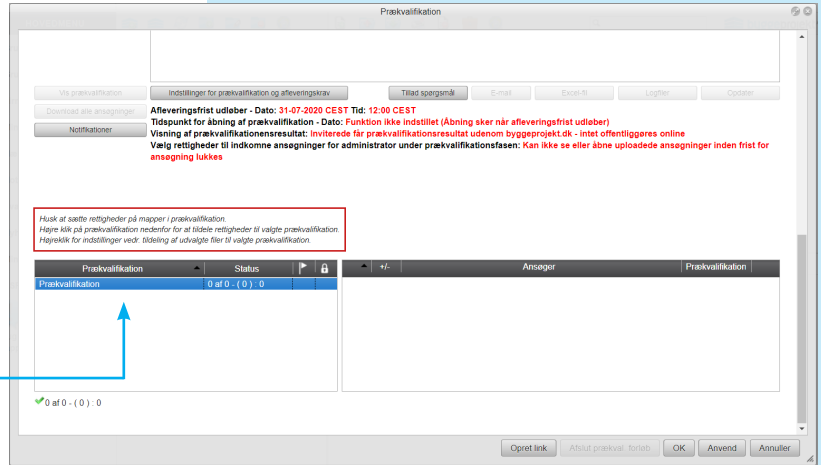 Prækvalifikation
Vis prækvalifikation
Indstillinger for prækvalifikation og afleveringskrav
Tillad spørgsmål
E-mail
Excel-fil
Logfiler
Opdater
Download alle ansøgninger
Notifikationer
Afleveringsfrist udløber - Dato: 31-07-2020 CEST Tid: 12:00 CEST
Tidspunkt for åbning af prækvalifikation - Dato: Funktion ikke indstillet (Åbning sker når afleveringsfrist udløber)
Visning af prækvalifikationensresultat: Inviterede får prækvalifikationsresultat udenom byggeprojekt.dk - intet offentliggøres online
Vælg rettigheder til indkomne ansøgninger for administrator under prækvalifikationsfasen: Kan ikke se eller åbne uploadede ansøgninger inden frist for
ansøgning lukkes
Husk at sætte rettigheder på mapper i prækvalifikation.
Højre klik på prækvalifikation nedenfor for at tildele rettigheder til valgte prækvalifikation.
Højreklik for indstillinger vedr. tildeling af udvalgte filer til valgte prækvalifikation.
Prækvalifikation Status
+/- Ansøger Prækvalifikation
Prækvalifikation 0 af 0 - ( 0 ) : 0
0 af 0 - ( 0 ) : 0
Opret link
Afslut prækval. forløb
OK
Anvend
Annuller